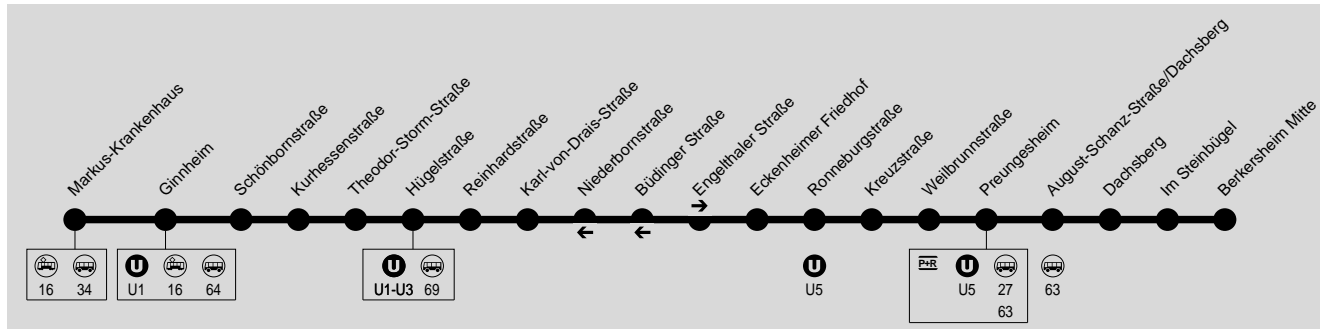 Markus-Krankenhaus
Ginnheim
Schönbornstraße
Kurhessenstraße
Theodor-Storm-Straße
Hügelstraße
Reinhardstraße
Karl-von-Drais-Straße
Niederbornstraße
Büdinger Straße
Engelthaler Straße
Eckenheimer Friedhof
Ronneburgstraße
Kreuzstraße
Weilbrunnstraße
Preungesheim
August-Schanz-Straße/Dachsberg
Dachsberg
Im Steinbügel
Berkersheim Mitte
16 34
U
U1 16 64
U
U1-U3 69
U
U5
P+R U
U5 27
63
63